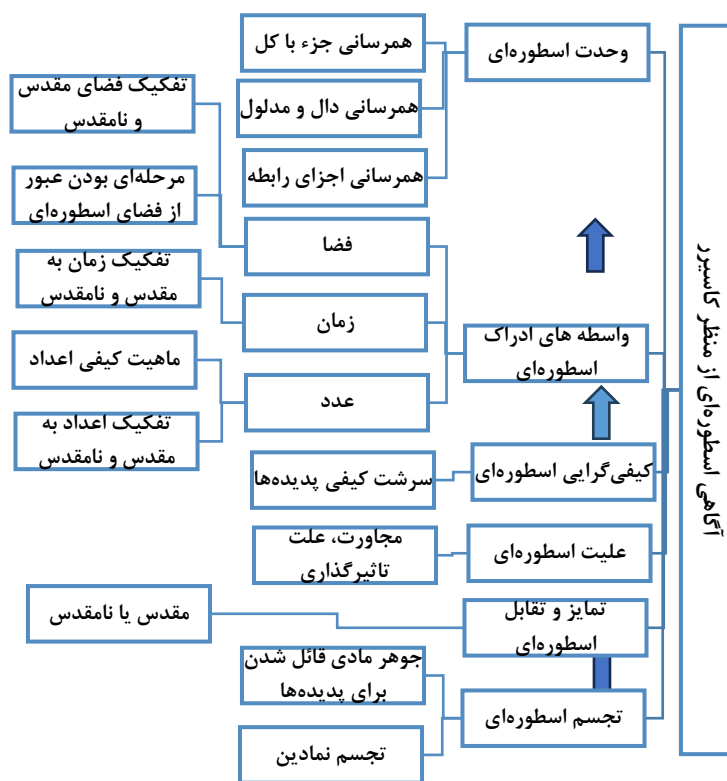 آگاهی اسطوره‌ای از منظر کاسیرر
وحدت اسطوره‌ای
همرسانی جزء با کل
همرسانی دال و مدلول
همرسانی اجزای رابطه
واسطه های ادراک
اسطوره‌ای
فضا
تفکیک فضای مقدس
و نامقدس
مرحله‌ای بودن عبور
از فضای اسطوره‌ای
زمان
تفکیک زمان به
مقدس و نامقدس
عدد
ماهیت کیفی اعداد
تفکیک اعداد به
مقدس و نامقدس
کیفی‌گرایی اسطوره‌ای
سرشت کیفی پدیده‌ها
علیت اسطوره‌ای
مجاورت، علت
تاثیرگذاری
تمایز و تقابل
اسطوره‌ای
مقدس یا نامقدس
تجسم اسطوره‌ای
جوهر مادی قائل شدن
برای پدیده‌ها
تجسم نمادین